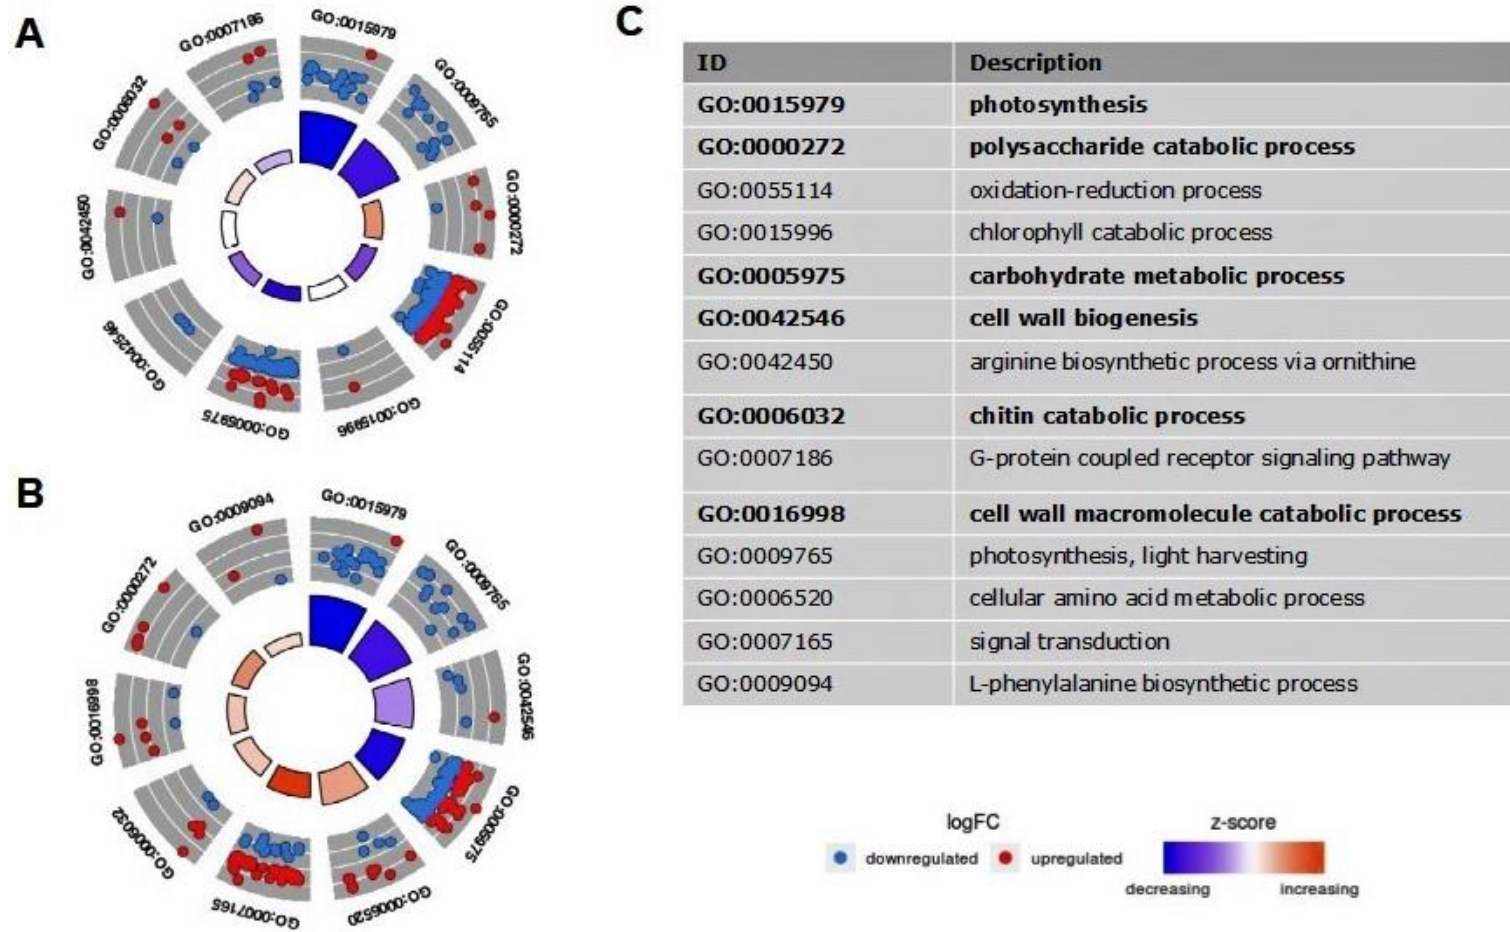 A
GO:0007186
GO:0015979
GO:0009765
GO:0000272
GO:0055114
GO:0015996
GO:0005975
GO:0042546
GO:0042450
GO:0006032
B
GO:0009094
GO:0015979
GO:0009765
GO:0042546
GO:0005975
GO:0006520
GO:0007165
GO:0006032
GO:0016998
GO:0000272
C
ID Description
GO:0015979 photosynthesis
GO:0000272 polysaccharide catabolic process
GO:0055114 oxidation-reduction process
GO:0015996 chlorophyll catabolic process
GO:0005975 carbohydrate metabolic process
GO:0042546 cell wall biogenesis
GO:0042450 arginine biosynthetic process via ornithine
GO:0006032 chitin catabolic process
GO:0007186 G-protein coupled receptor signaling pathway
GO:0016998 cell wall macromolecule catabolic process
GO:0009765 photosynthesis, light harvesting
GO:0006520 cellular amino acid metabolic process
GO:0007165 signal transduction
GO:0009094 L-phenylalanine biosynthetic process
logFC z-score
downregulated upregulated
decreasing increasing